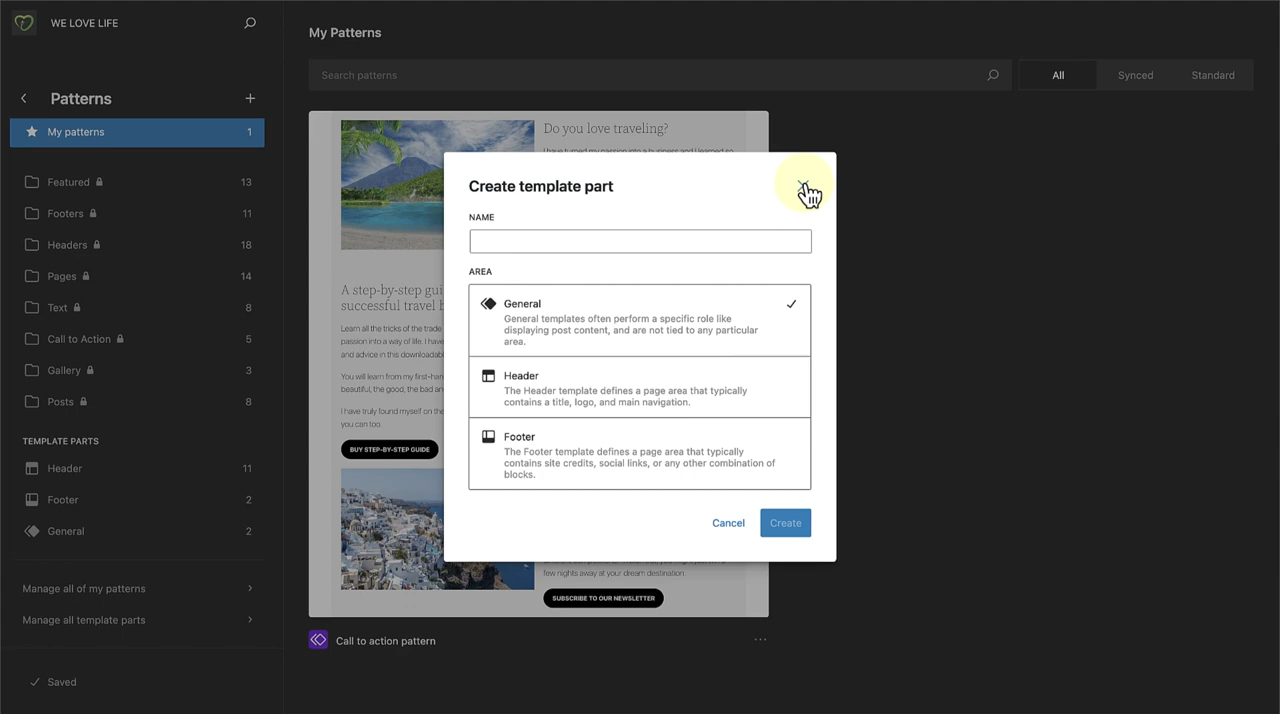 WE LOVE LIFE
Patterns
My patterns 1
Featured 13
Footers 11
Headers 18
Pages 14
Text 8
Call to Action 5
Gallery 3
Posts 8
TEMPLATE PARTS
Header 11
Footer 2
General 2
Manage all of my patterns
Manage all template parts
Saved
My Patterns
Search patterns
All Synced Standard
Do you love traveling?
I have turned my passion into a business and I learned so
A step-by-step gui
successful travel b
Learn all the tricks of the trade
passion into a way of life. I have
and advice in this downloadab
You will learn from my first-han
beautiful, the good, the bad an
I have truly found myself on the
you can too.
BUY STEP-BY-STEP GUIDE
few nights away at your dream destination.
SUBSCRIBE TO OUR NEWSLETTER
Call to action pattern
Create template part
NAME
AREA
General
General templates often perform a specific role like
displaying post content, and are not tied to any particular
area.
Header
The Header template defines a page area that typically
contains a title, logo, and main navigation.
Footer
The Footer template defines a page area that typically
contains site credits, social links, or any other combination of
blocks.
Cancel Create